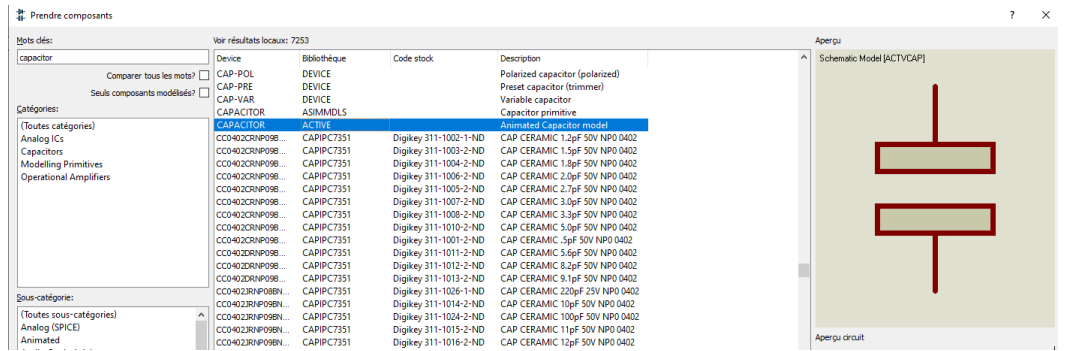 Prendre composants ? ×
Mots clés: Voir résultats locaux: 7253 Aperçu
capacitor Device Bibliothèque Code stock Description Schematic Model [ACTVCAP]
CAP-POL DEVICE Polarized capacitor (polarized)
Comparer tous les mots?
CAP-PRE DEVICE Preset capacitor (trimmer)
Seuls composants modélisés?
CAP-VAR DEVICE Variable capacitor
Catégories:
CAPACITOR ASIMMDLS Capacitor primitive
(Toutes catégories) CAPACITOR ACTIVE Animated Capacitor model
Analog ICs CC0402CRNP09B... CAPIPC7351 Digikey 311-1002-1-ND CAP CERAMIC 1.2pF 50V NP0 0402
Capacitors CC0402CRNP09B... CAPIPC7351 Digikey 311-1003-2-ND CAP CERAMIC 1.5pF 50V NP0 0402
Modelling Primitives CC0402CRNP09B... CAPIPC7351 Digikey 311-1004-2-ND CAP CERAMIC 1.8pF 50V NP0 0402
Operational Amplifiers CC0402CRNP09B... CAPIPC7351 Digikey 311-1006-2-ND CAP CERAMIC 2.0pF 50V NP0 0402
CC0402CRNP09B... CAPIPC7351 Digikey 311-1005-2-ND CAP CERAMIC 2.7pF 50V NP0 0402
CC0402CRNP09B... CAPIPC7351 Digikey 311-1007-2-ND CAP CERAMIC 3.0pF 50V NP0 0402
CC0402CRNP09B... CAPIPC7351 Digikey 311-1008-2-ND CAP CERAMIC 3.3pF 50V NP0 0402
CC0402CRNP09B... CAPIPC7351 Digikey 311-1010-2-ND CAP CERAMIC 5.0pF 50V NP0 0402
CC0402CRNP09B... CAPIPC7351 Digikey 311-1001-2-ND CAP CERAMIC .5pF 50V NP0 0402
CC0402DRNP09B... CAPIPC7351 Digikey 311-1011-2-ND CAP CERAMIC 5.6pF 50V NP0 0402
CC0402DRNP09B... CAPIPC7351 Digikey 311-1012-2-ND CAP CERAMIC 8.2pF 50V NP0 0402
CC0402DRNP09B... CAPIPC7351 Digikey 311-1013-2-ND CAP CERAMIC 9.1pF 50V NP0 0402
Sous-catégorie: CC0402JRNP08BN... CAPIPC7351 Digikey 311-1026-1-ND CAP CERAMIC 220pF 25V NP0 0402
CC0402JRNP09BN... CAPIPC7351 Digikey 311-1014-2-ND CAP CERAMIC 10pF 50V NP0 0402
(Toutes sous-catégories) CC0402JRNP09BN... CAPIPC7351 Digikey 311-1024-2-ND CAP CERAMIC 100pF 50V NP0 0402
Analog (SPICE) CC0402JRNP09BN... CAPIPC7351 Digikey 311-1015-2-ND CAP CERAMIC 11pF 50V NP0 0402
Animated CC0402JRNP09BN... CAPIPC7351 Digikey 311-1016-2-ND CAP CERAMIC 12pF 50V NP0 0402 Aperçu circuit